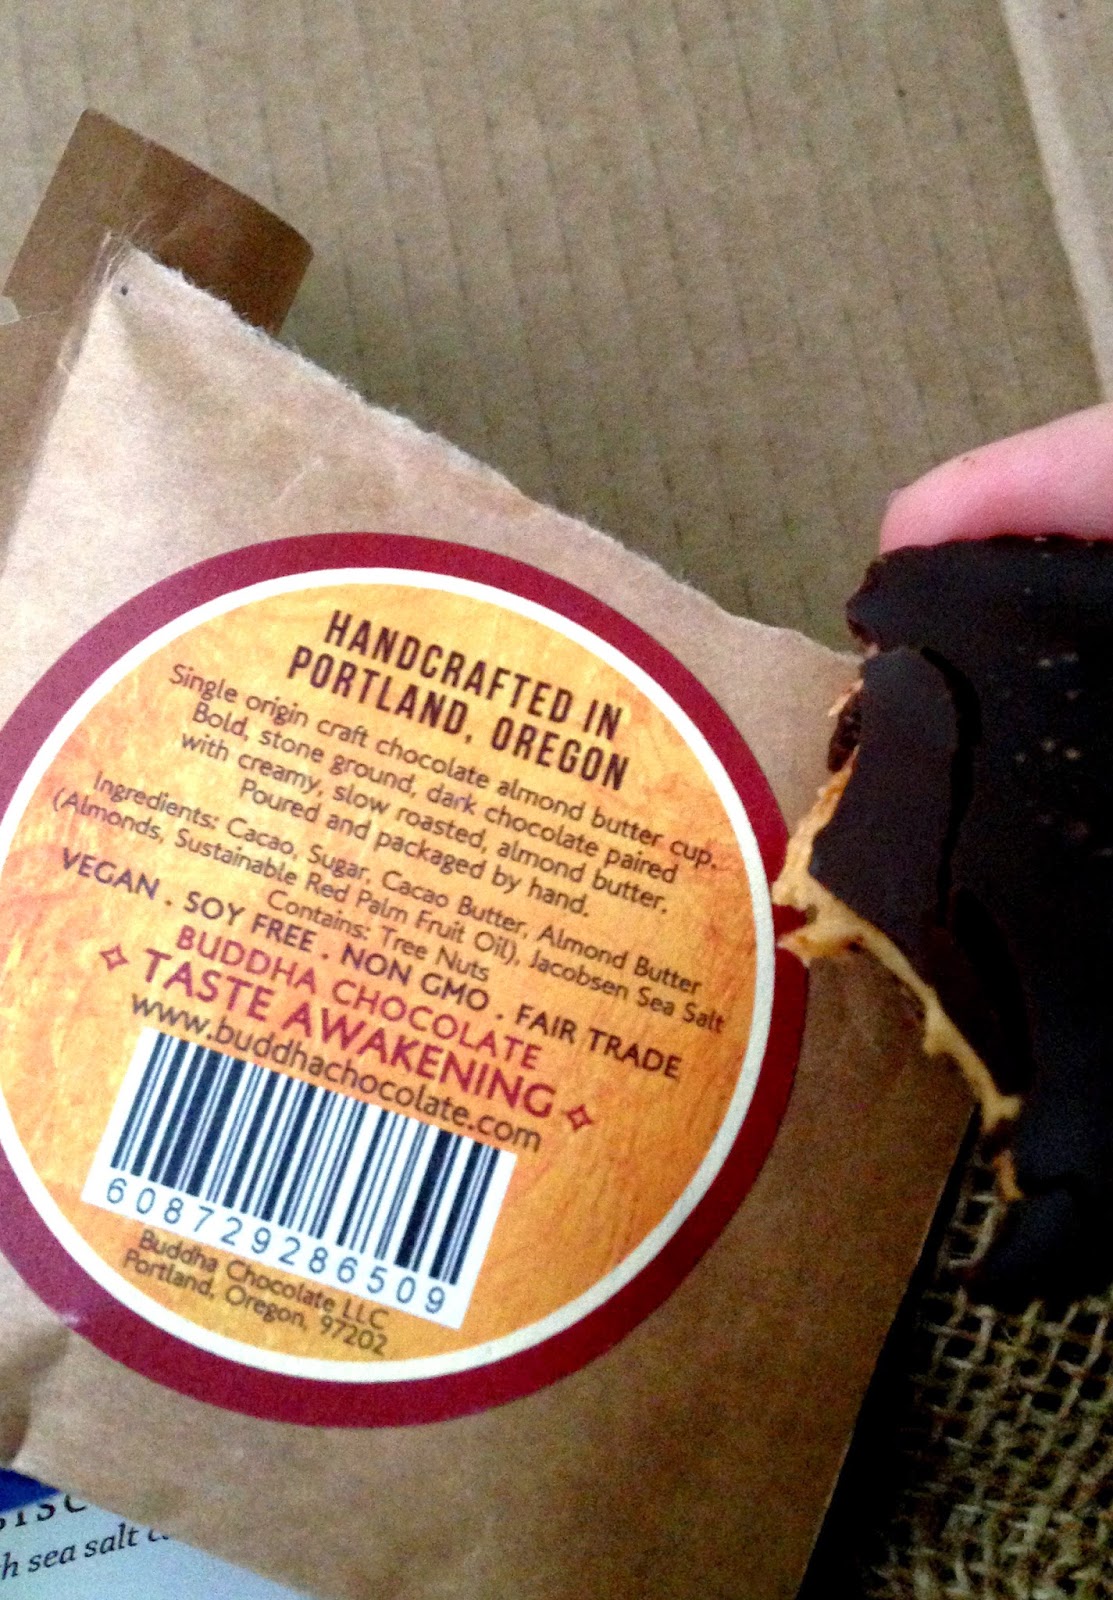 HANDCRAFTED IN
PORTLAND, OREGON
Single origin craft chocolate almond butter cup.
Bold, stone ground, dark chocolate paired
with creamy, slow roasted, almond butter.
Poured and packaged by hand.
Ingredients: Cacao, Sugar, Cacao Butter, Almond Butter
(Almonds, Sustainable Red Palm Fruit Oil), Jacobsen Sea Salt
Contains: Tree Nuts
VEGAN . SOY FREE . NON GMO . FAIR TRADE
BUDDHA CHOCOLATE
TASTE AWAKENING
www.buddhachocolate.com
608729286509
Buddha Chocolate LLC
Portland, Oregon, 97202
sea salt